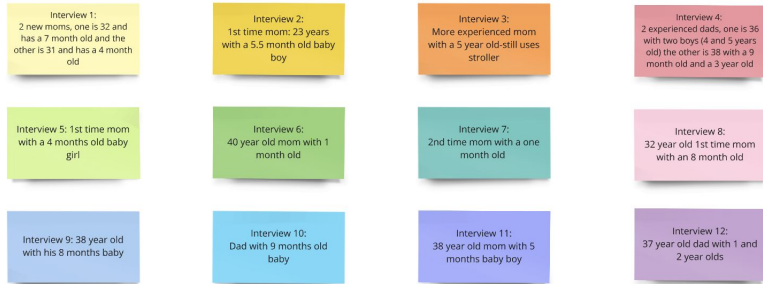 Interview 1:
2 new moms, one is 32 and
has a 7 month old and the
other is 31 and has a 4 month
old
Interview 2:
1st time mom: 23 years
with a 5.5 month old baby
boy
Interview 3:
More experienced mom
with a 5 year old-still uses
stroller
Interview 4:
2 experienced dads, one is 36
with two boys (4 and 5 years
old) the other is 38 with a 9
month old and a 3 year old
Interview 5: 1st time mom
with a 4 months old baby
girl
Interview 6:
40 year old mom with 1
month old
Interview 7:
2nd time mom with a one
month old
Interview 8:
32 year old 1st time mom
with an 8 month old
Interview 9: 38 year old
with his 8 months baby
Interview 10:
Dad with 9 months old
baby
Interview 11:
38 year old mom with 5
months baby boy
Interview 12:
37 year old dad with 1 and
2 year olds